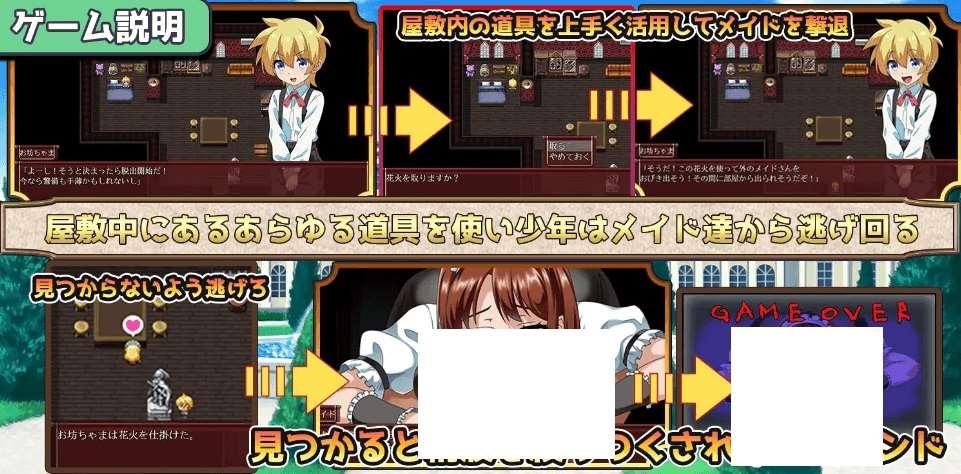 ゲーム説明
屋敷内の道具を上手く活用してメイドを撃退
お坊ちゃま
「よーし!そうと決まったら脱出開始だ!
今なら警備も手薄かもしれないし」
取る
やめておく
花火を取りますか?
お坊ちゃま
「そうだ!この花火を使って外のメイドさんを
おびき出そう!その間に部屋から出られそうだぞ!」
屋敷中にあるあらゆる道具を使い少年はメイド達から逃げ回る
見つからないよう逃げろ
お坊ちゃまは花火を仕掛けた。
イド
GAME OVER
見つかると